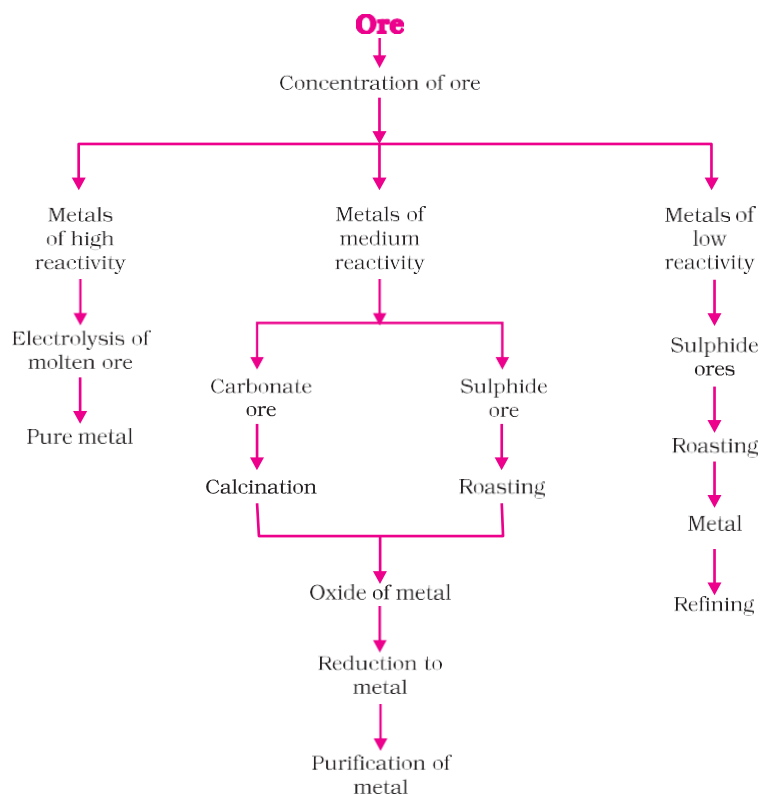 Ore
Concentration of ore
Metals
of high
reactivity
Electrolysis of
molten ore
Pure metal
Metals of
medium
reactivity
Carbonate
ore
Calcination
Sulphide
ore
Roasting
Oxide of metal
Reduction to
metal
Purification of
metal
Metals of
low
reactivity
Sulphide
ores
Roasting
Metal
Refining